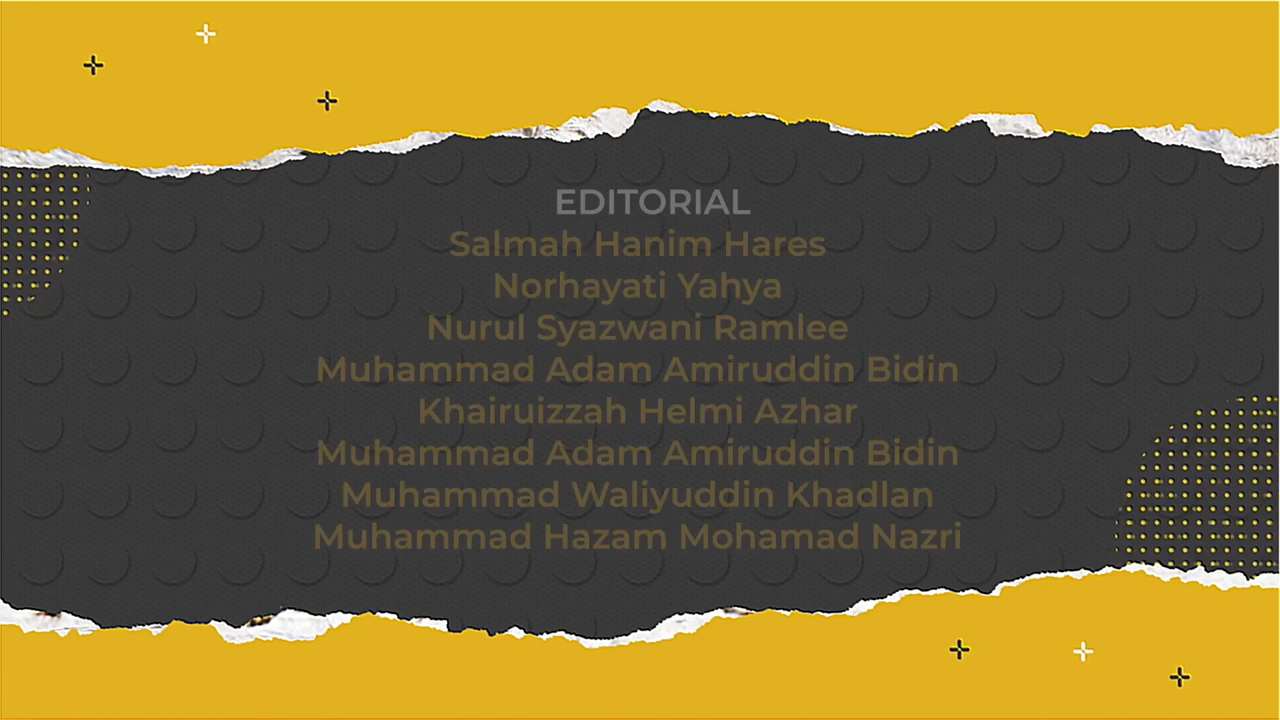 EDITORIAL
Salmah Hanim Hares
Norhayati Yahya
Nurul Syazwani Ramlee
Muhammad Adam Amiruddin Bidin
Khairuizzah Helmi Azhar
Muhammad Adam Amiruddin Bidin
Muhammad Waliyuddin Khadlan
Muhammad Hazam Mohamad Nazri